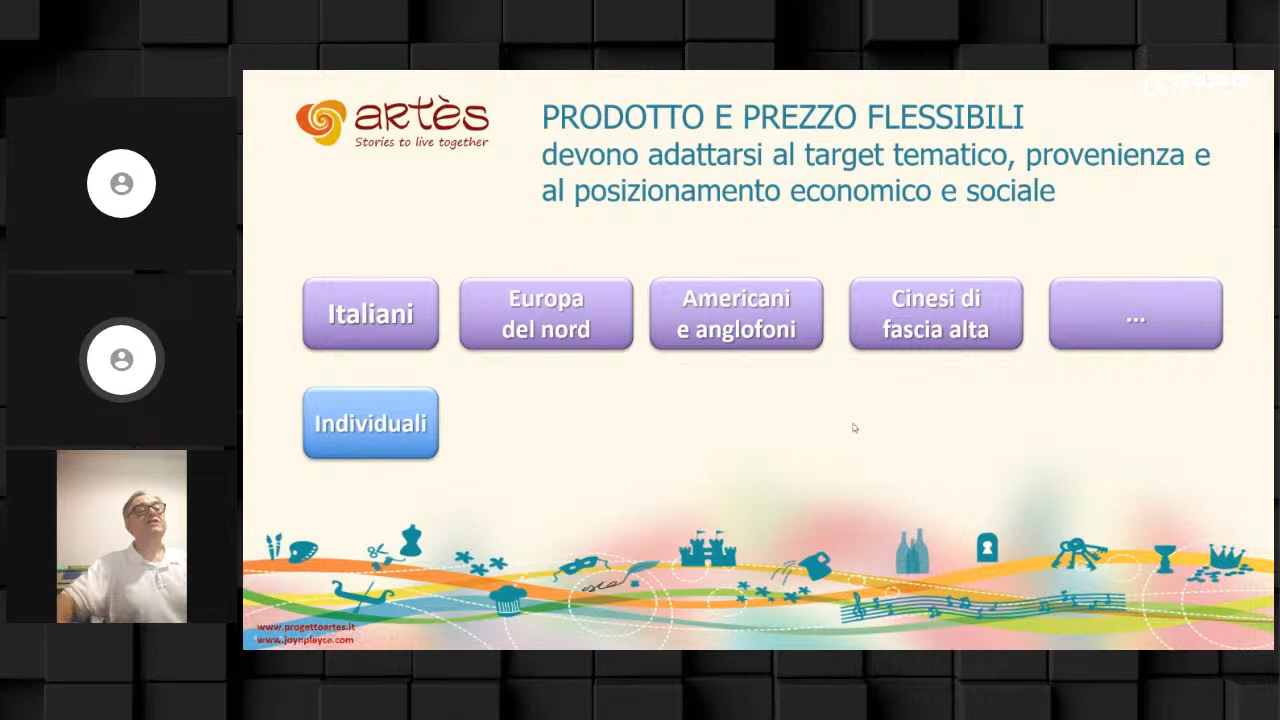 artès
Stories to live together
PRODOTTO E PREZZO FLESSIBILI
devono adattarsi al target tematico, provenienza e
al posizionamento economico e sociale
Italiani
Europa
del nord
Americani
e anglofoni
Cinesi di
fascia alta
...
Individuali
www.progettoartes.it
www.joynplayce.com